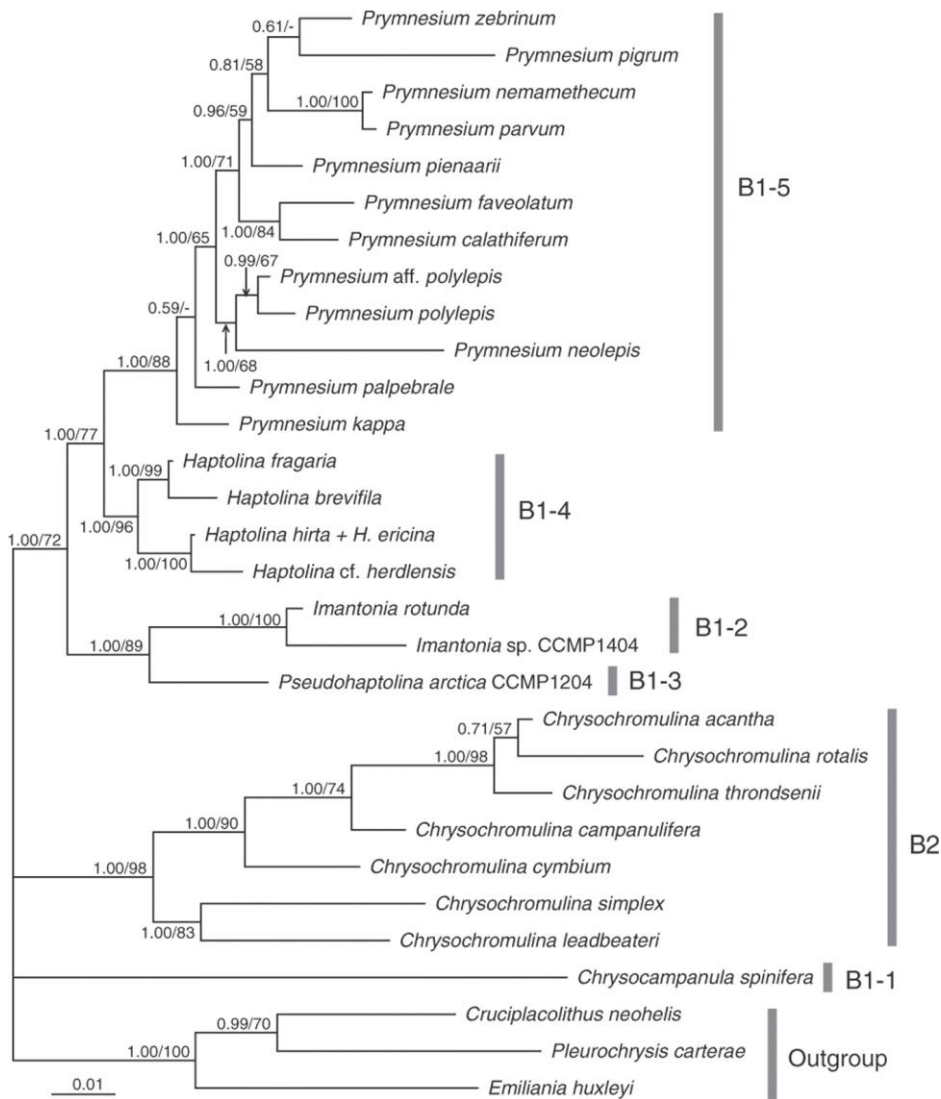 Prymnesium zebrinum
0.61/-
Prymnesium pigrum
0.81/58
Prymnesium nemamethecum
1.00/100
0.96/59
Prymnesium parvum
1.00/71
Prymnesium pienaarii
B1-5
Prymnesium faveolatum
1.00/84
Prymnesium calathiferum
1.00/65
0.99/67
Prymnesium aff. polylepis
0.59/-
Prymnesium polylepis
Prymnesium neolepis
1.00/68
1.00/88
Prymnesium palpebrale
Prymnesium kappa
1.00/77
Haptolina fragaria
1.00/99
Haptolina brevifila
B1-4
1.00/96
Haptolina hirta + H. ericina
1.00/72
1.00/100
Haptolina cf. herdlensis
Imantonia rotunda
1.00/100
B1-2
Imantonia sp. CCMP1404
1.00/89
Pseudohaptolina arctica CCMP1204
B1-3
Chrysochromulina acantha
0.71/57
Chrysochromulina rotalis
1.00/98
Chrysochromulina throndsenii
1.00/74
Chrysochromulina campanulifera
1.00/90
B2
Chrysochromulina cymbium
1.00/98
Chrysochromulina simplex
1.00/83
Chrysochromulina leadbeateri
Chrysocampanula spinifera
B1-1
Cruciplacolithus neohelis
0.99/70
Pleurochrysis carterae
1.00/100
Outgroup
Emiliania huxleyi
0.01